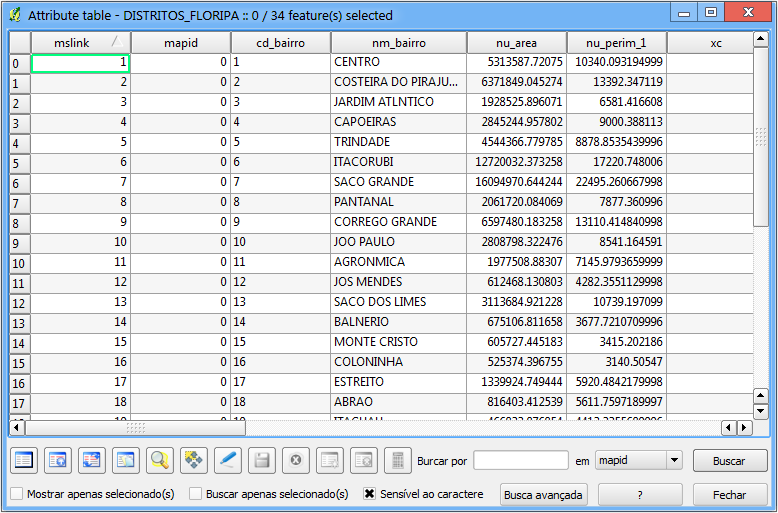 Attribute table - DISTRITOS_FLORIPA :: 0 / 34 feature(s) selected
mslink mapid cd_bairro nm_bairro nu_area nu_perim_1 xc
0 1 0 1 CENTRO 5313587.72075 10340.093194999
1 2 0 2 COSTEIRA DO PIRAJU... 6371849.045274 13392.347119
2 3 0 3 JARDIM ATLNTICO 1928525.896071 6581.416608
3 4 0 4 CAPOEIRAS 2845244.957802 9000.388113
4 5 0 5 TRINDADE 4544366.779785 8878.8535439996
5 6 0 6 ITACORUBI 12720032.373258 17220.748006
6 7 0 7 SACO GRANDE 16094970.644244 22495.260667998
7 8 0 8 PANTANAL 2061720.084069 7877.360996
8 9 0 9 CORREGO GRANDE 6597480.183258 13110.414840998
9 10 0 10 JOO PAULO 2808798.322476 8541.164591
10 11 0 11 AGRONMICA 1977508.88307 7145.9793659999
11 12 0 12 JOS MENDES 612468.130803 4282.3551129998
12 13 0 13 SACO DOS LIMES 3113684.921228 10739.197099
13 14 0 14 BALNERIO 675106.811658 3677.7210709996
14 15 0 15 MONTE CRISTO 605727.445183 3415.202186
15 16 0 16 COLONINHA 525374.396755 3140.50547
16 17 0 17 ESTREITO 1339924.749444 5920.4842179998
17 18 0 18 ABRAO 816403.412539 5611.7597189997
Burcar por em mapid Buscar
Mostrar apenas selecionado(s) Buscar apenas selecionado(s) Sensível ao caractere Busca avançada ? Fechar